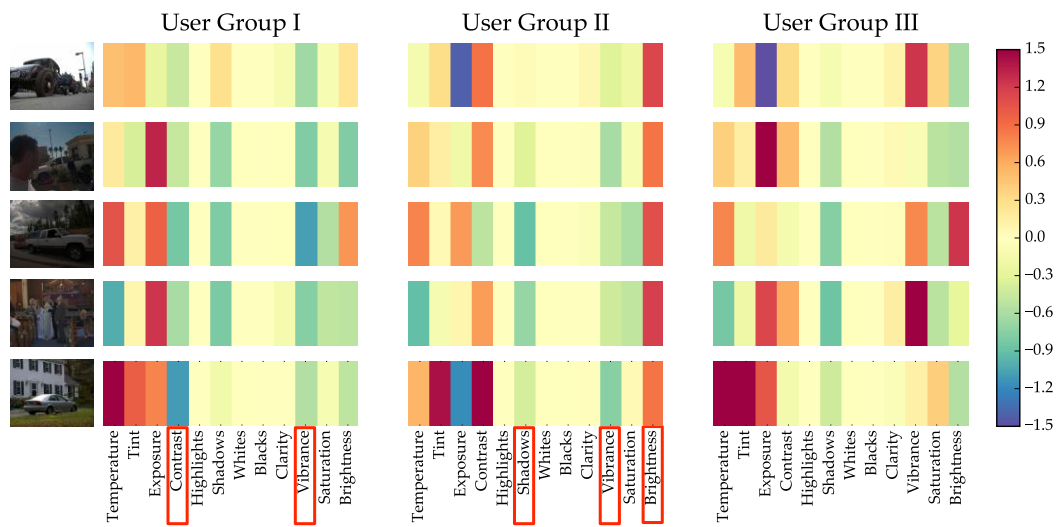 User Group I
User Group II
User Group III
1.5
1.2
0.9
0.6
0.3
0.0
−0.3
−0.6
−0.9
−1.2
−1.5
Temperature
Tint
Exposure
Contrast
Highlights
Shadows
Whites
Blacks
Clarity
Vibrance
Saturation
Brightness
Temperature
Tint
Exposure
Contrast
Highlights
Shadows
Whites
Blacks
Clarity
Vibrance
Saturation
Brightness
Temperature
Tint
Exposure
Contrast
Highlights
Shadows
Whites
Blacks
Clarity
Vibrance
Saturation
Brightness